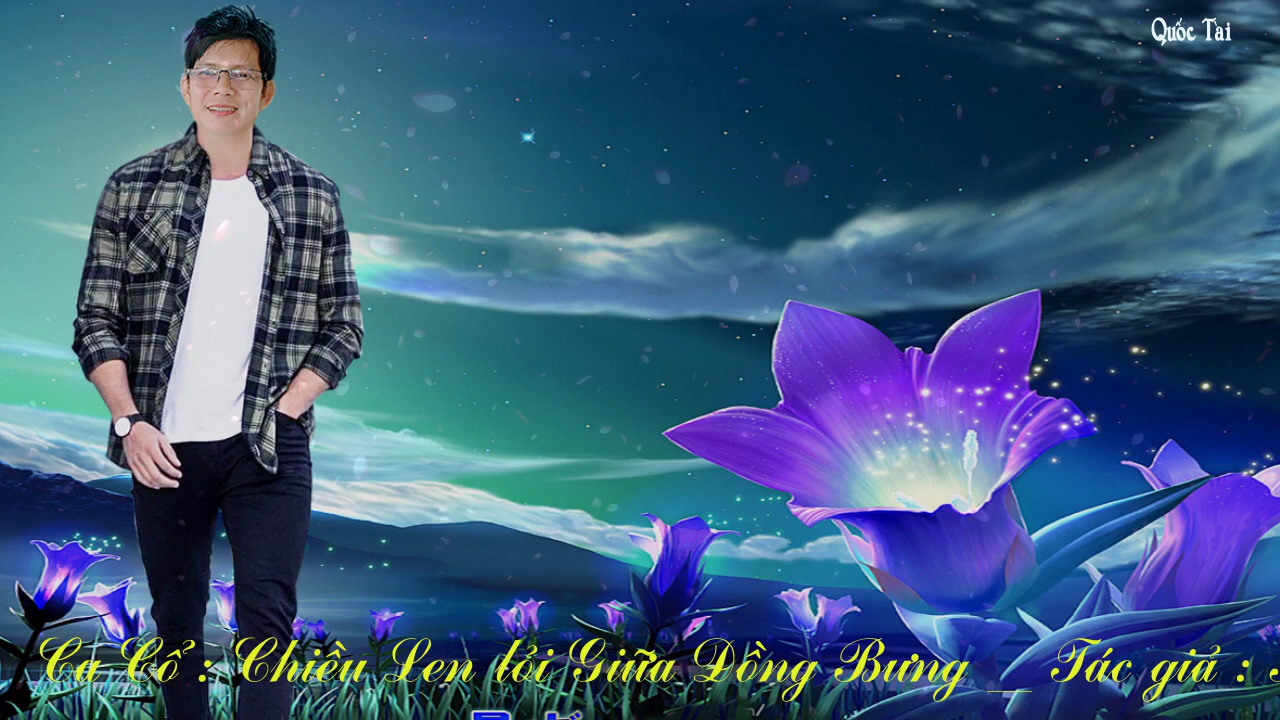 Quốc Tài
Ca Cổ : Chiều Len lỏi Giữa Đồng Bưng _ Tác giả :